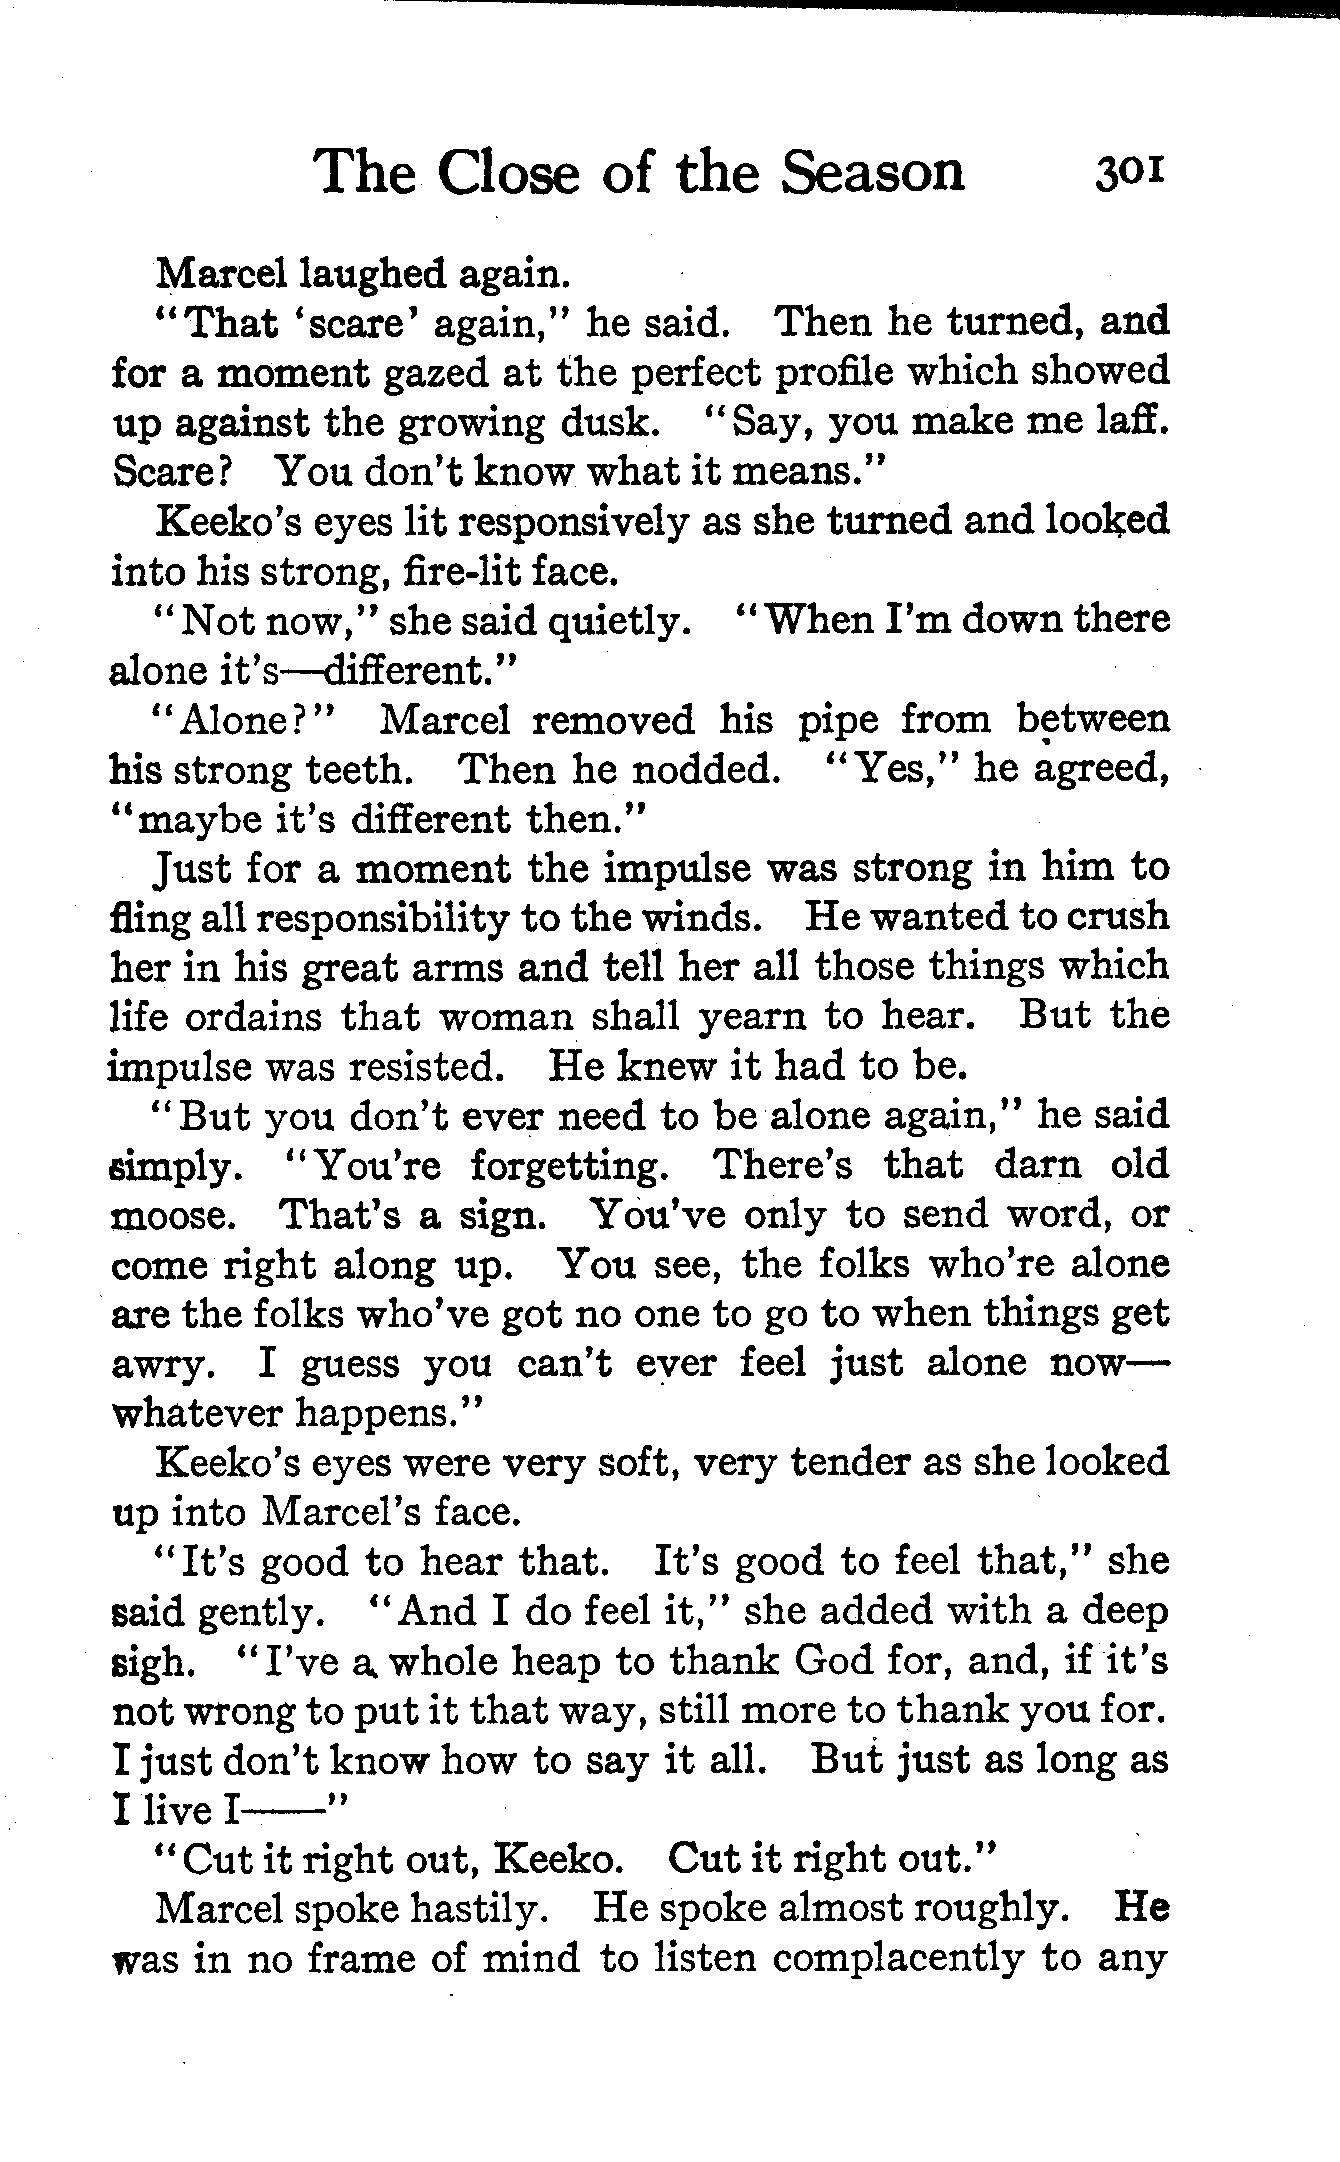 The Close of the Season 301
Marcel laughed again.
“That ‘scare’ again,” he said. Then he turned, and
for a moment gazed at the perfect profile which showed
up against the growing dusk. “Say, you make me laff.
Scare? You don't know what it means.”
Keeko's eyes lit responsively as she turned and looked
into his strong, fire-lit face.
“Not now,” she said quietly. “When I'm down there
alone it's—different.”
“Alone?” Marcel removed his pipe from between
his strong teeth. Then he nodded. “Yes,” he agreed,
“maybe it's different then.”
Just for a moment the impulse was strong in him to
fling all responsibility to the winds. He wanted to crush
her in his great arms and tell her all those things which
life ordains that woman shall yearn to hear. But the
impulse was resisted. He knew it had to be.
“But you don't ever need to be alone again,” he said
simply. “You're forgetting. There's that darn old
moose. That's a sign. You've only to send word, or
come right along up. You see, the folks who're alone
are the folks who've got no one to go to when things get
awry. I guess you can't ever feel just alone now—
whatever happens.”
Keeko's eyes were very soft, very tender as she looked
up into Marcel's face.
“It's good to hear that. It's good to feel that,” she
said gently. “And I do feel it,” she added with a deep
sigh. “I've a whole heap to thank God for, and, if it's
not wrong to put it that way, still more to thank you for.
I just don't know how to say it all. But just as long as
I live I——”
“Cut it right out, Keeko. Cut it right out.”
Marcel spoke hastily. He spoke almost roughly. He
was in no frame of mind to listen complacently to any